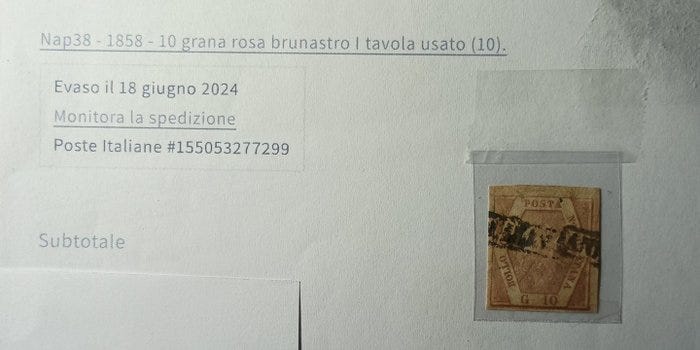 Nap38 - 1858 - 10 grana rosa brunastro I tavola usato (10).
Evaso il 18 giugno 2024
Monitora la spedizione
Poste Italiane #155053277299
Subtotale
POSTA
BOLLO
G 10